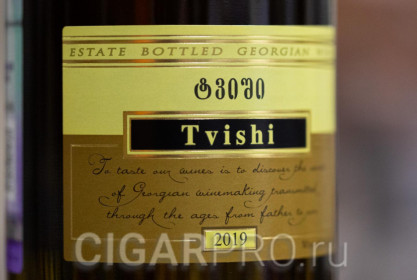 ESTATE BOTTLED GEORGIAN
ტვიში
Tvishi
To taste our wines is to discover the
of Georgian winemaking transmitted
through the ages from father to
2019
CIGARPRO.ru